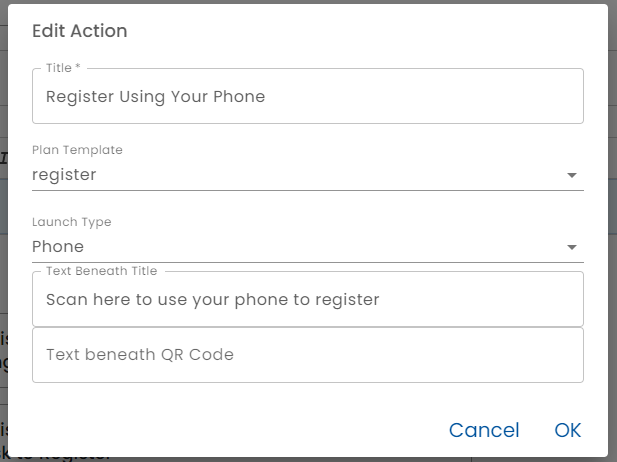 Edit Action
Title *
Register Using Your Phone
Plan Template
register
Launch Type
Phone
Text Beneath Title
Scan here to use your phone to register
Text beneath QR Code
Cancel OK